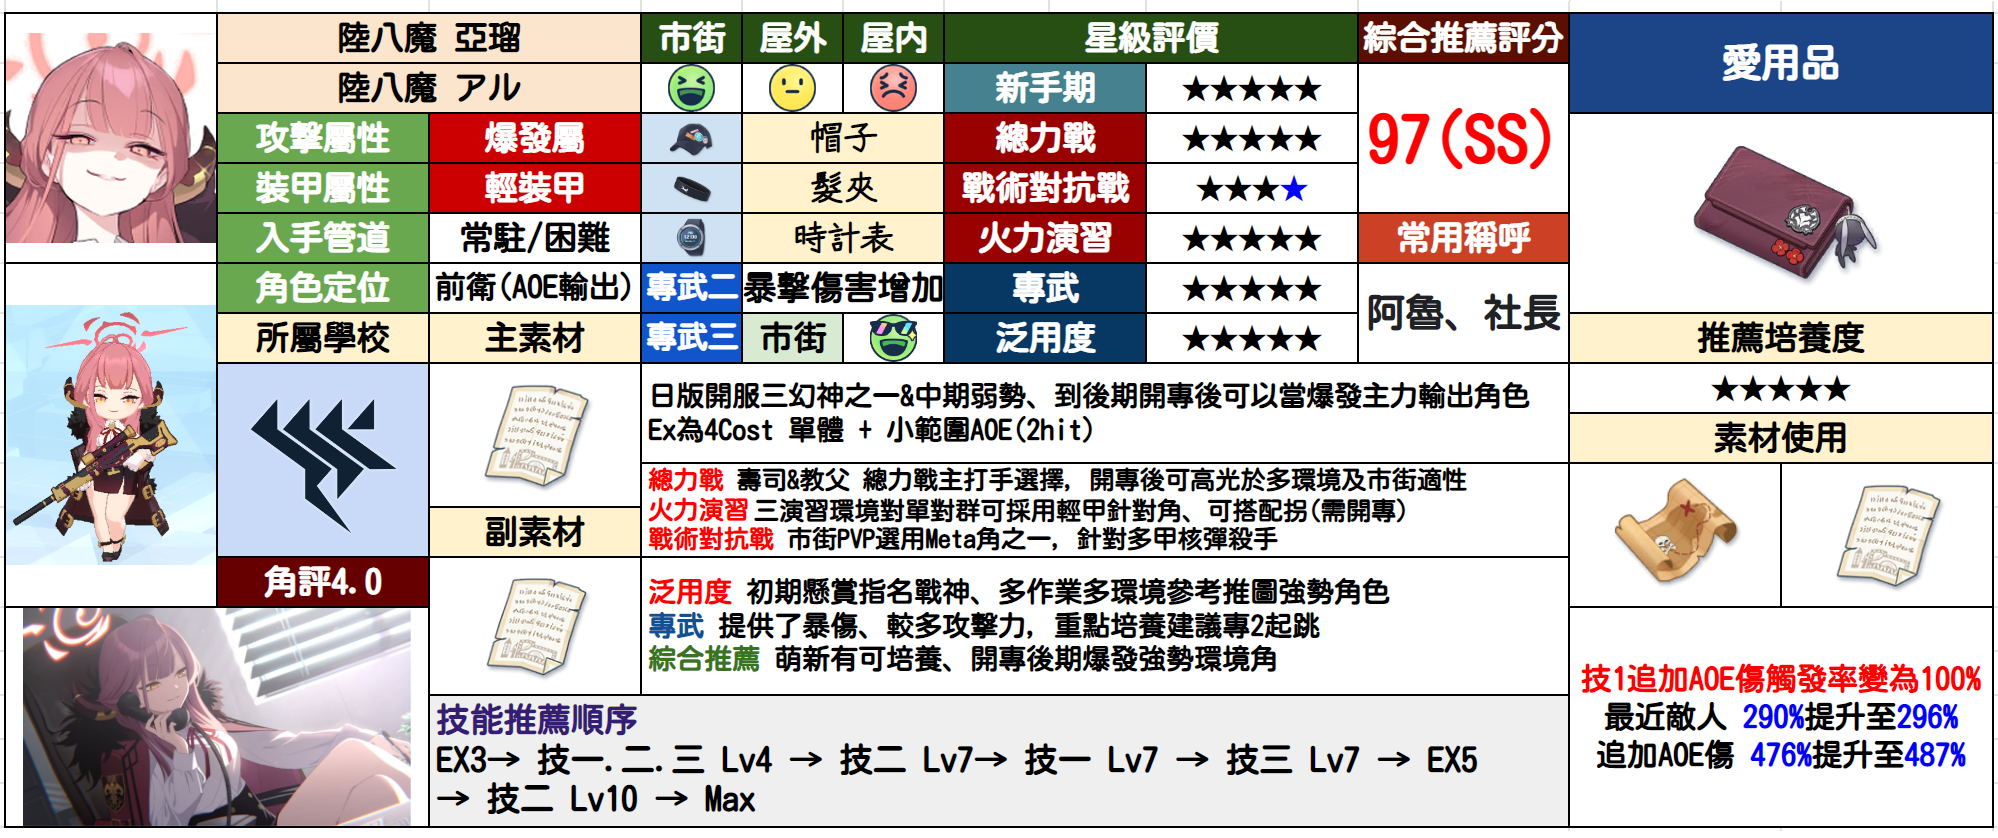 陸八魔 亞瑠
市街
屋外
屋內
星級評價
綜合推薦評分
愛用品
陸八魔 アル
新手期
★★★★★
97(SS)
攻擊屬性
爆發屬
帽子
總力戰
★★★★★
裝甲屬性
輕裝甲
髮夾
戰術對抗戰
★★★★
入手管道
常駐/困難
時計表
火力演習
★★★★★
常用稱呼
角色定位
前衛(AOE輸出)
專武二
暴擊傷害增加
專武
★★★★★
阿魯、社長
所屬學校
主素材
專武三
市街
泛用度
★★★★★
推薦培養度
★★★★★
日版開服三幻神之一&中期弱勢、到後期開專後可以當爆發主力輸出角色
Ex為4Cost 單體 + 小範圍AOE(2hit)
素材使用
總力戰 壽司&教父 總力戰主打手選擇, 開專後可高光於多環境及市街適性
火力演習 三演習環境對單對群可採用輕甲針對角、可搭配拐(需開專)
戰術對抗戰 市街PVP選用Meta角之一, 針對多甲核彈殺手
副素材
角評4.0
泛用度 初期懸賞指名戰神、多作業多環境參考推圖強勢角色
專武 提供了暴傷、較多攻擊力, 重點培養建議專2起跳
綜合推薦 萌新有可培養、開專後期爆發強勢環境角
技能推薦順序
EX3→ 技一.二.三 Lv4 → 技二 Lv7→ 技一 Lv7 → 技三 Lv7 → EX5
→ 技二 Lv10 → Max
技1追加AOE傷觸發率變為100%
最近敵人 290%提升至296%
追加AOE傷 476%提升至487%